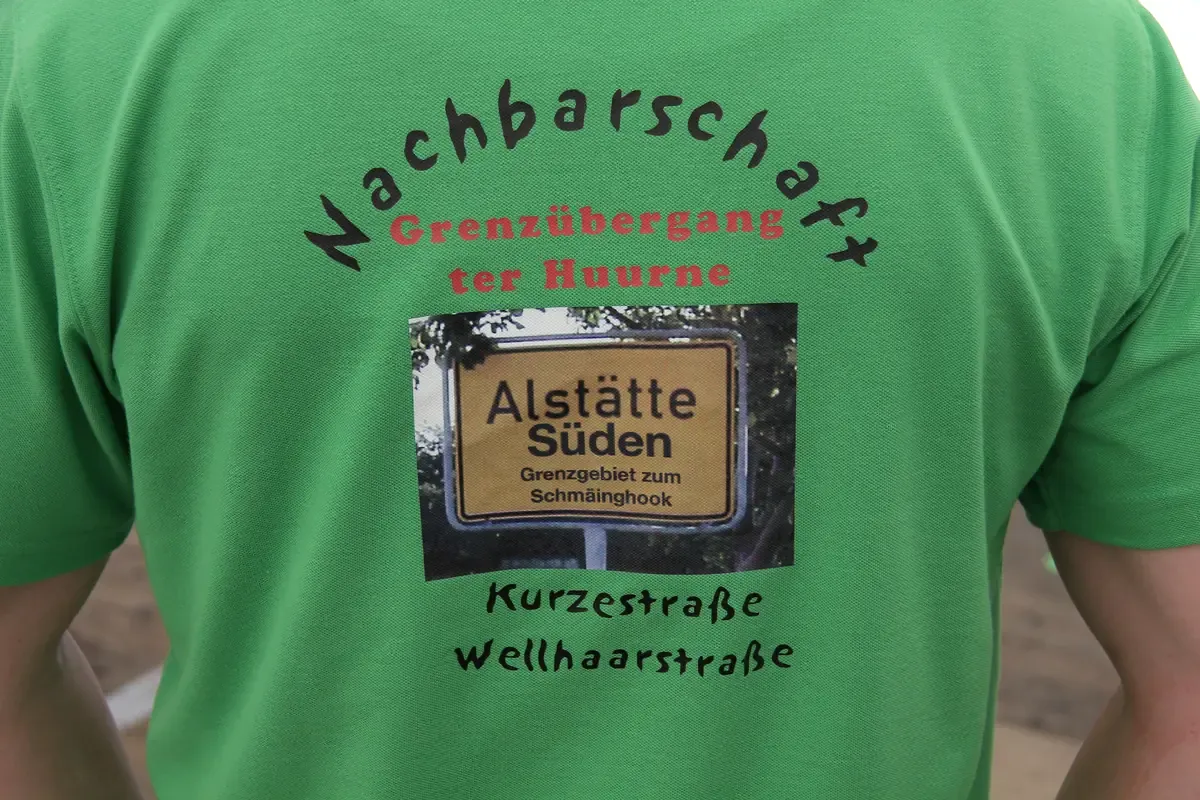 Nachbarschaft
Grenzübergang
ter Huurne
Alstätte
Süden
Grenzgebiet zum
Schmäinghook
Kurzestraße
Wellhaarstraße